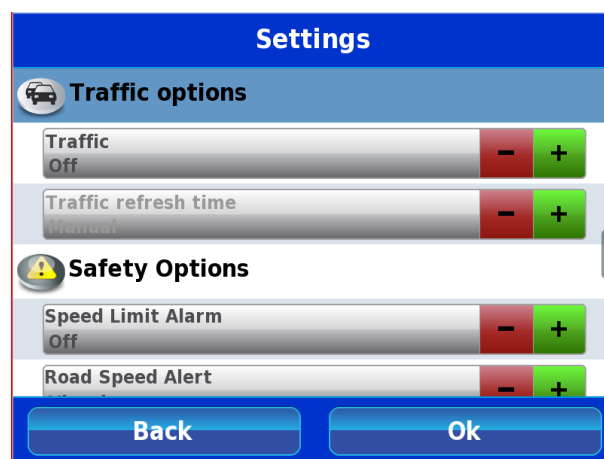 Settings
Traffic options
Traffic
Off
- +
Traffic refresh time
Manual
- +
Safety Options
Speed Limit Alarm
Off
- +
Road Speed Alert
- +
Back Ok